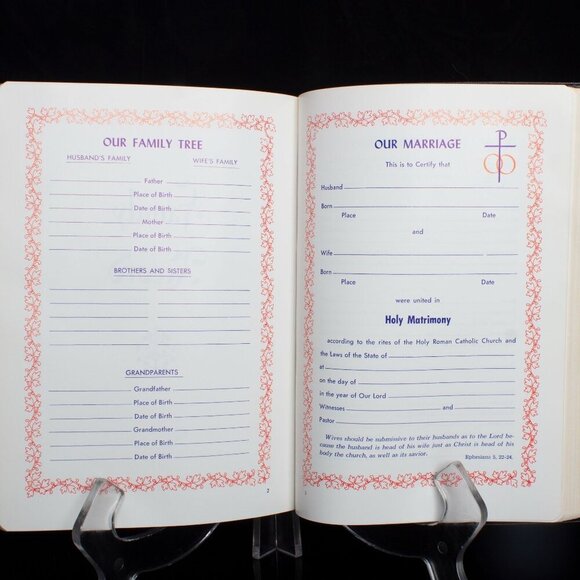 OUR FAMILY TREE
HUSBAND'S FAMILY WIFE'S FAMILY
Father
Place of Birth
Date of Birth
Mother
Place of Birth
Date of Birth
BROTHERS AND SISTERS
GRANDPARENTS
Grandfather
Place of Birth
Date of Birth
Grandmother
Place of Birth
Date of Birth
2
OUR MARRIAGE
This is to Certify that
Husband
Born
Place Date
and
Wife
Born
Place Date
were united in
Holy Matrimony
according to the rites of the Holy Roman Catholic Church and
the Laws of the State of
at
on the day of
in the year of Our Lord
Witnesses and
Pastor
Wives should be submissive to their husbands as to the Lord be-
cause the husband is head of his wife just as Christ is head of his
body the church, as well as its savior. Ephesians 5, 22-24.